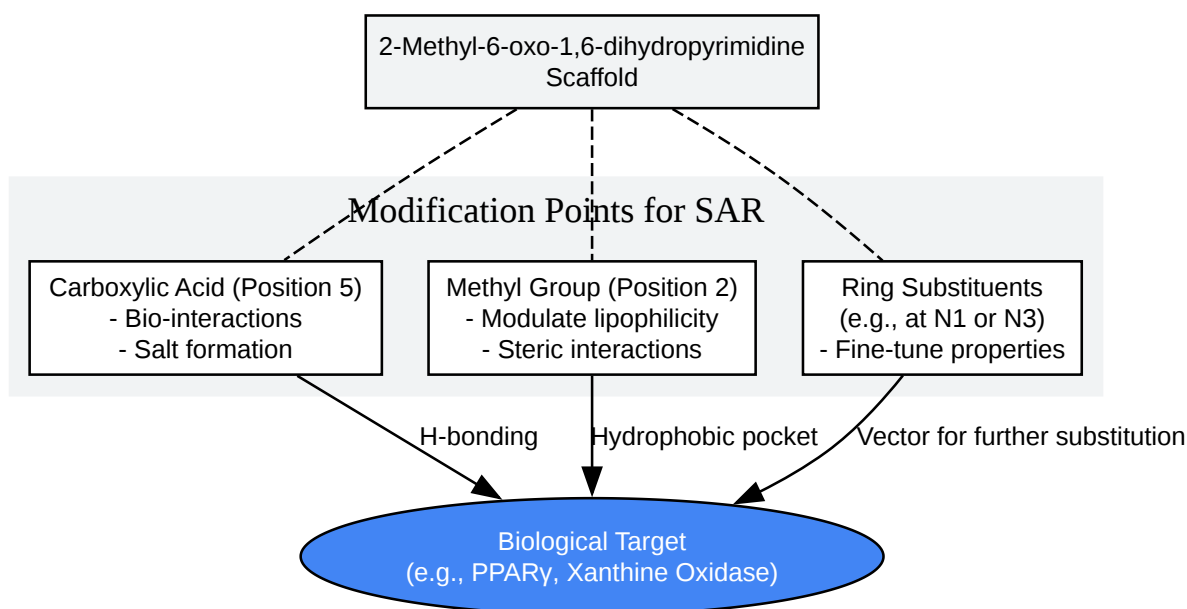 2-Methyl-6-oxo-1,6-dihydropyrimidine
Scaffold
Modification Points for SAR
Carboxylic Acid (Position 5)
- Bio-interactions
- Salt formation
Methyl Group (Position 2)
- Modulate lipophilicity
- Steric interactions
Ring Substituents
(e.g., at N1 or N3)
- Fine-tune properties
H-bonding
Hydrophobic pocket
Vector for further substitution
Biological Target
(e.g., PPARγ, Xanthine Oxidase)